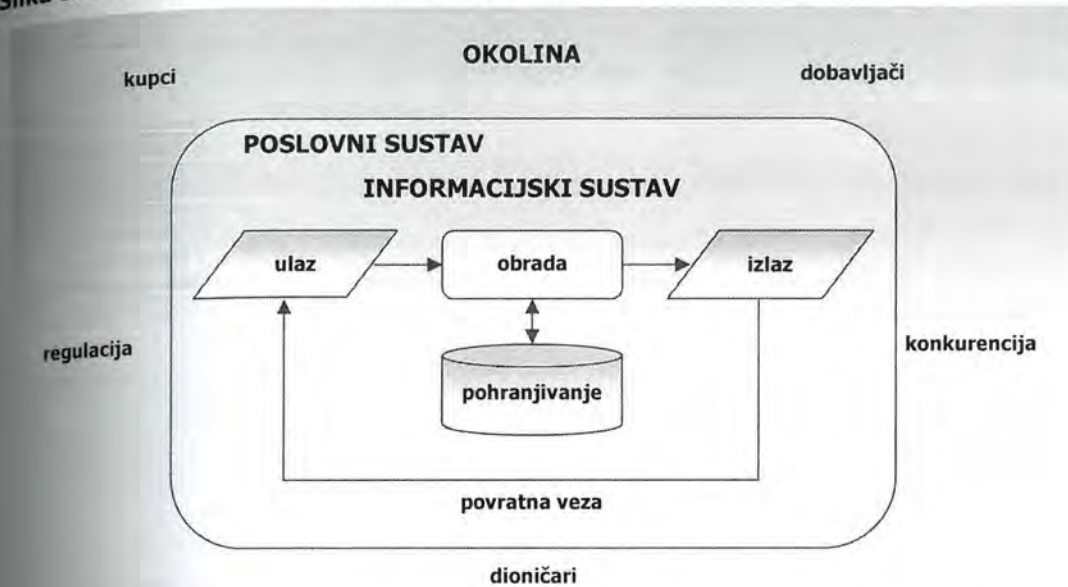 OKOLINA
kupci
dobavljači
POSLOVNI SUSTAV
INFORMACIJSKI SUSTAV
ulaz
obrada
izlaz
regulacija
konkurencija
pohranjivanje
povratna veza
dioničari